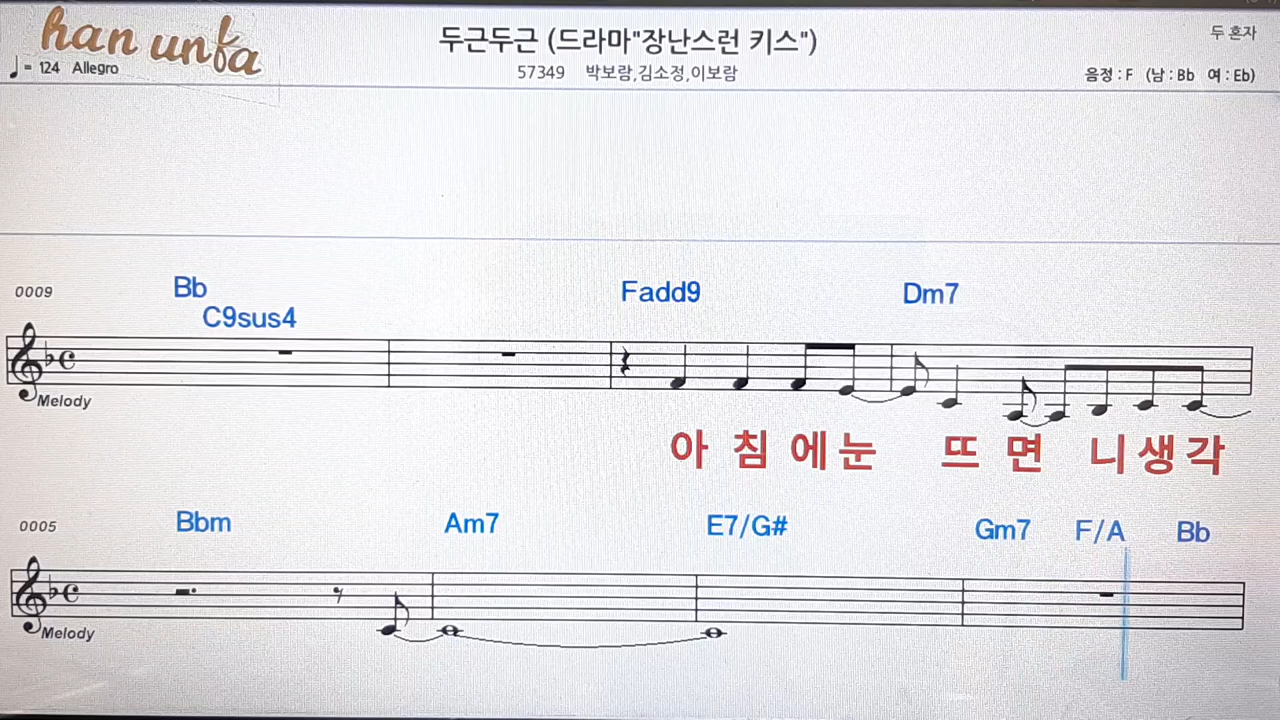 han unfa
두근두근 (드라마"장난스런 키스")
두 혼자
♩= 124 Allegro
57349 박보람,김소정,이보람
음정 : F (남 : Bb 여 : Eb)
0009
Bb
C9sus4
Fadd9
Dm7
Melody
아 침 에 눈 뜨 면 니 생 각
0005
Bbm
Am7
E7/G#
Gm7
F/A
Bb
Melody